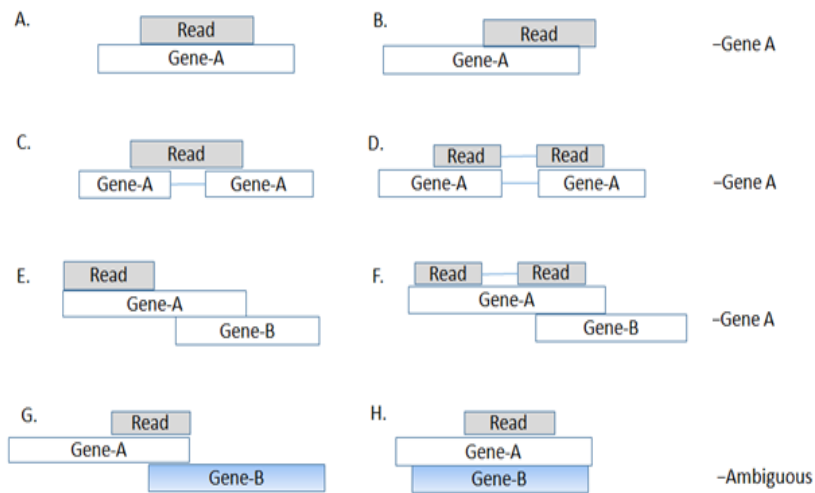 A.
Read
Gene-A
B.
Read
Gene-A
–Gene A
C.
Read
Gene-A Gene-A
D.
Read Read
Gene-A Gene-A
–Gene A
E.
Read
Gene-A
Gene-B
F.
Read Read
Gene-A
Gene-B
–Gene A
G.
Read
Gene-A
Gene-B
H.
Read
Gene-A
Gene-B
–Ambiguous